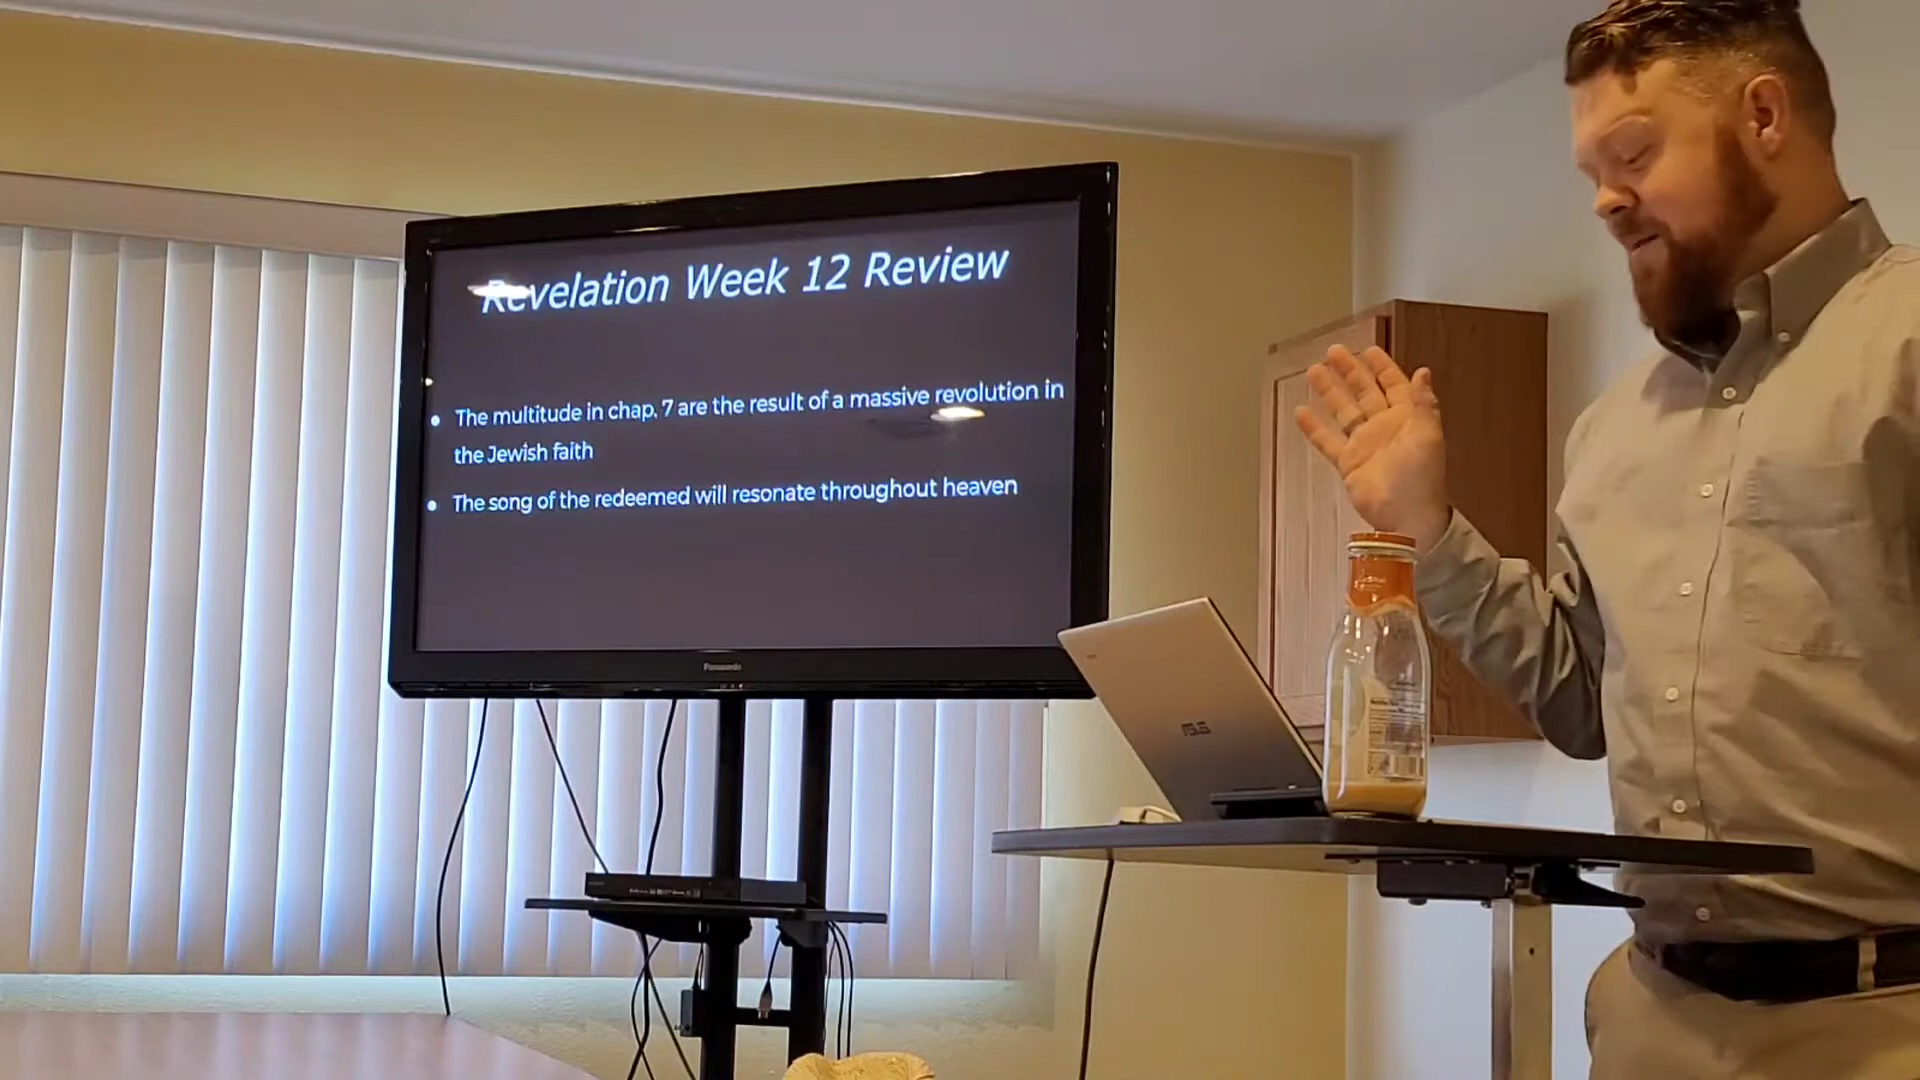 Revelation Week 12 Review
The multitude in chap. 7 are the result of a massive revolution in
the Jewish faith
The song of the redeemed will resonate throughout heaven
Panasonic
ASUS